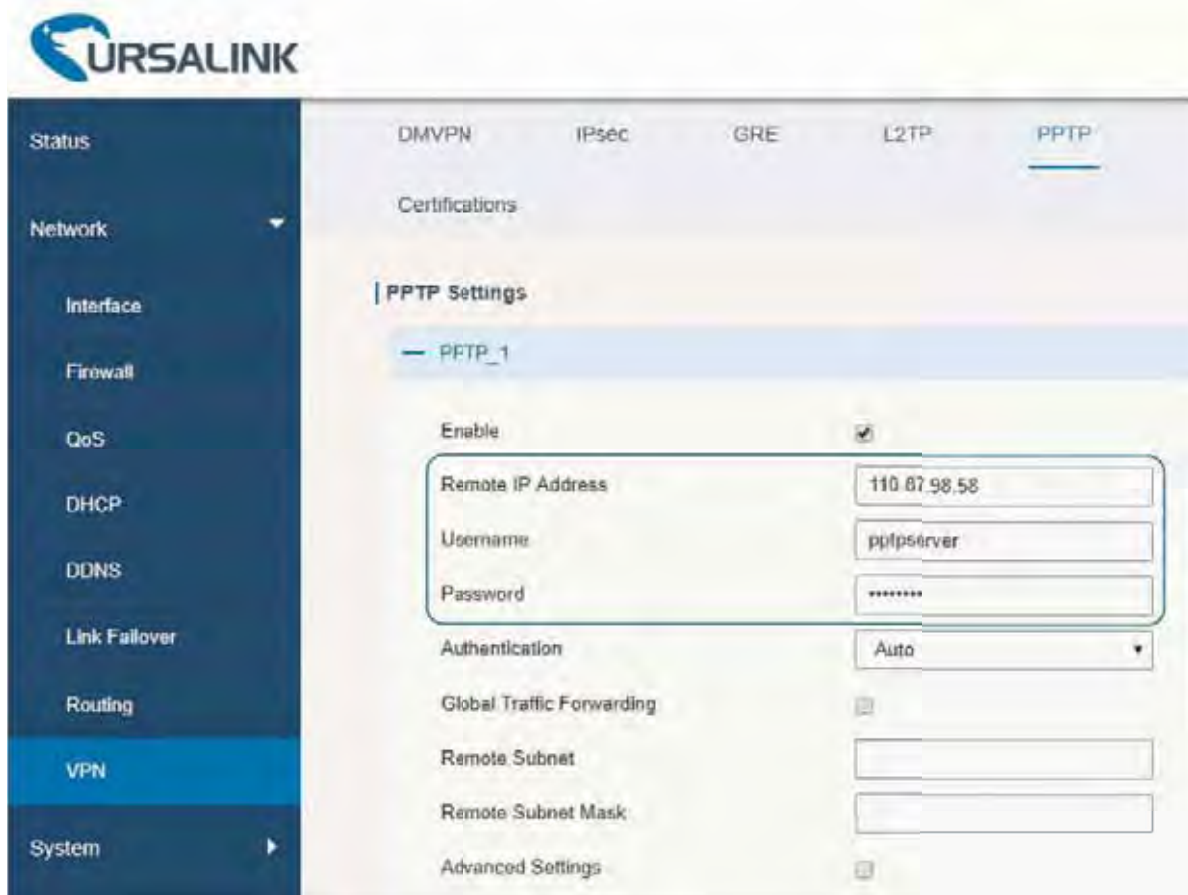 URSALINK
Status
Network
Interface
Firewall
QoS
DHCP
DDNS
Link Failover
Routing
VPN
System
DMVPN IPsec GRE L2TP PPTP
Certifications
PPTP Settings
PPTP_1
Enable
Remote IP Address 110.87.98.58
Username pptpserver
Password ••••••••
Authentication Auto
Global Traffic Forwarding
Remote Subnet
Remote Subnet Mask
Advanced Settings